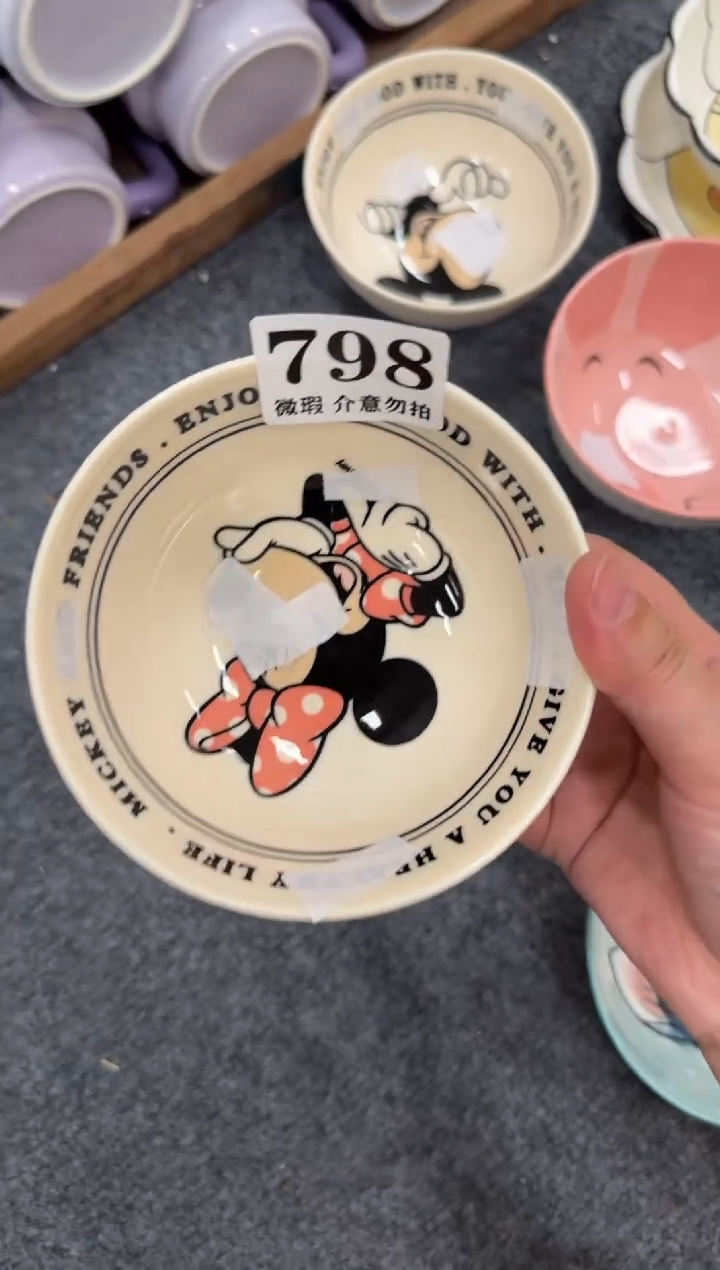 798
微瑕 介意勿拍
FRIENDS . ENJO
OD WITH .
GIVE YOU A
LIFE . MICKEY
OD WITH . YOU